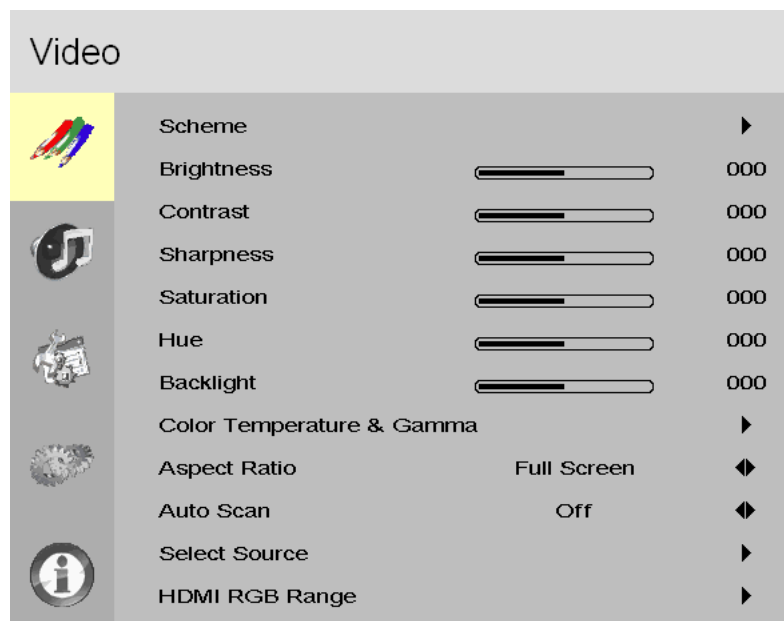 Video
Scheme
Brightness 000
Contrast 000
Sharpness 000
Saturation 000
Hue 000
Backlight 000
Color Temperature & Gamma
Aspect Ratio Full Screen
Auto Scan Off
Select Source
HDMI RGB Range